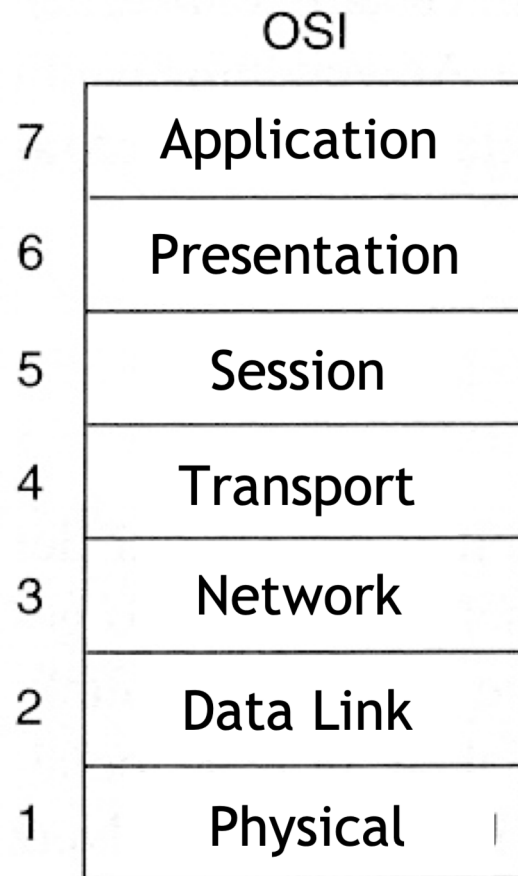 OSI
7 Application
6 Presentation
5 Session
4 Transport
3 Network
2 Data Link
1 Physical